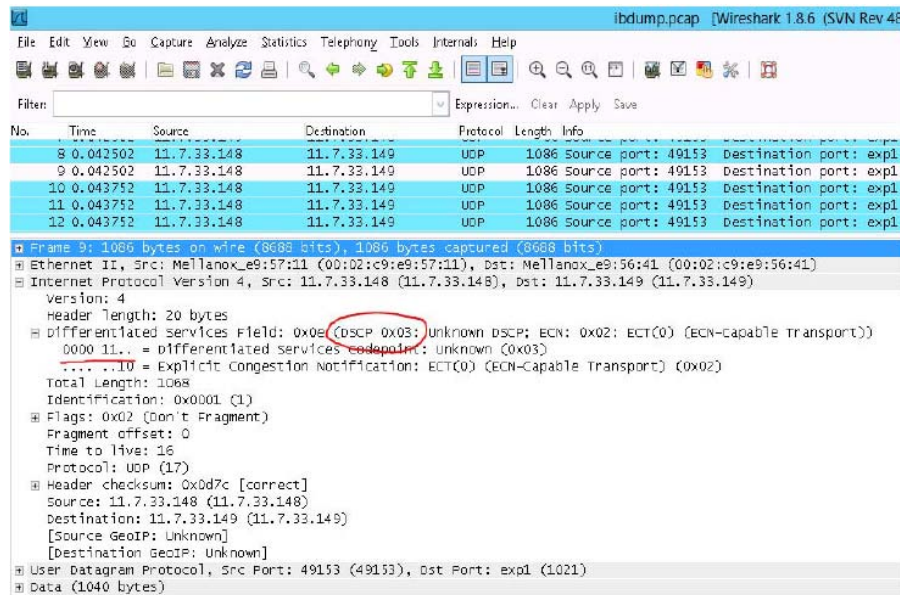 ibdump.pcap [Wireshark 1.8.6 (SVN Rev 48
File Edit View Go Capture Analyze Statistics Telephony Tools Internals Help
Filter: Expression... Clear Apply Save
No. Time Source Destination Protocol Length Info
8 0.042502 11.7.33.148 11.7.33.149 UDP 1086 Source port: 49153 Destination port: exp1
9 0.042502 11.7.33.148 11.7.33.149 UDP 1086 Source port: 49153 Destination port: exp1
10 0.043752 11.7.33.148 11.7.33.149 UDP 1086 Source port: 49153 Destination port: exp1
11 0.043752 11.7.33.148 11.7.33.149 UDP 1086 Source port: 49153 Destination port: exp1
12 0.043752 11.7.33.148 11.7.33.149 UDP 1086 Source port: 49153 Destination port: exp1
Frame 9: 1086 bytes on wire (8688 bits), 1086 bytes captured (8688 bits)
Ethernet II, Src: Mellanox_e9:57:11 (00:02:c9:e9:57:11), Dst: Mellanox_e9:56:41 (00:02:c9:e9:56:41)
Internet Protocol Version 4, Src: 11.7.33.148 (11.7.33.148), Dst: 11.7.33.149 (11.7.33.149)
Version: 4
Header length: 20 bytes
Differentiated Services Field: 0x0e (DSCP 0x03: Unknown DSCP; ECN: 0x02: ECT(0) (ECN-Capable Transport))
0000 11.. = Differentiated Services Codepoint: Unknown (0x03)
.... ..10 = Explicit Congestion Notification: ECT(0) (ECN-Capable Transport) (0x02)
Total Length: 1068
Identification: 0x0001 (1)
Flags: 0x02 (Don't Fragment)
Fragment offset: 0
Time to live: 16
Protocol: UDP (17)
Header checksum: 0x0d7c [correct]
Source: 11.7.33.148 (11.7.33.148)
Destination: 11.7.33.149 (11.7.33.149)
[Source GeoIP: Unknown]
[Destination GeoIP: Unknown]
User Datagram Protocol, Src Port: 49153 (49153), Dst Port: exp1 (1021)
Data (1040 bytes)